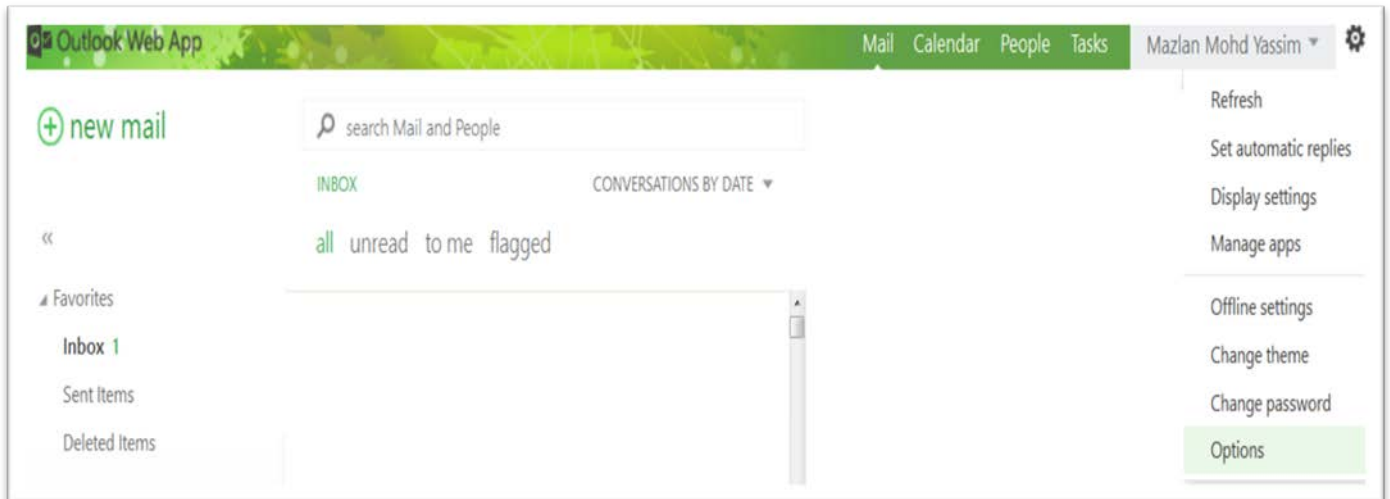 Outlook Web App
Mail Calendar People Tasks Mazlan Mohd Yassim
new mail
search Mail and People
INBOX CONVERSATIONS BY DATE
all unread to me flagged
Favorites
Inbox 1
Sent Items
Deleted Items
Refresh
Set automatic replies
Display settings
Manage apps
Offline settings
Change theme
Change password
Options